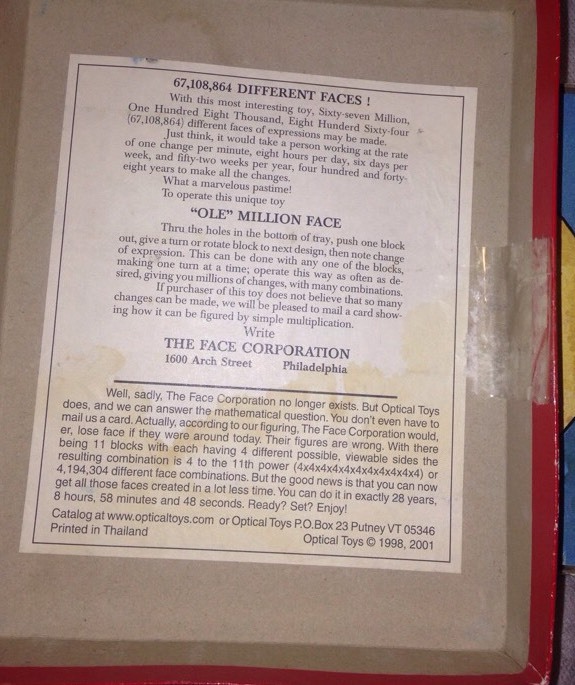 67,108,864 DIFFERENT FACES !
With this most interesting toy, Sixty-seven Million,
One Hundred Eight Thousand, Eight Hunderd Sixty-four
(67,108,864) different faces of expressions may be made.
Just think, it would take a person working at the rate
of one change per minute, eight hours per day, six days per
week, and fifty-two weeks per year, four hundred and forty-
eight years to make all the changes.
What a marvelous pastime!
To operate this unique toy
"OLE" MILLION FACE
Thru the holes in the bottom of tray, push one block
out, give a turn or rotate block to next design, then note change
of expression. This can be done with any one of the blocks,
making one turn at a time; operate this way as often as de-
sired, giving you millions of changes, with many combinations.
If purchaser of this toy does not believe that so many
changes can be made, we will be pleased to mail a card show-
ing how it can be figured by simple multiplication.
Write
THE FACE CORPORATION
1600 Arch Street Philadelphia
Well, sadly, The Face Corporation no longer exists. But Optical Toys
does, and we can answer the mathematical question. You don't even have to
mail us a card. Actually, according to our figuring, The Face Corporation would,
er, lose face if they were around today. Their figures are wrong. With there
being 11 blocks with each having 4 different possible, viewable sides the
resulting combination is 4 to the 11th power (4x4x4x4x4x4x4x4x4x4x4) or
4,194,304 different face combinations. But the good news is that you can now
get all those faces created in a lot less time. You can do it in exactly 28 years,
8 hours, 58 minutes and 48 seconds. Ready? Set? Enjoy!
Catalog at www.opticaltoys.com or Optical Toys P.O.Box 23 Putney VT 05346
Printed in Thailand Optical Toys © 1998, 2001